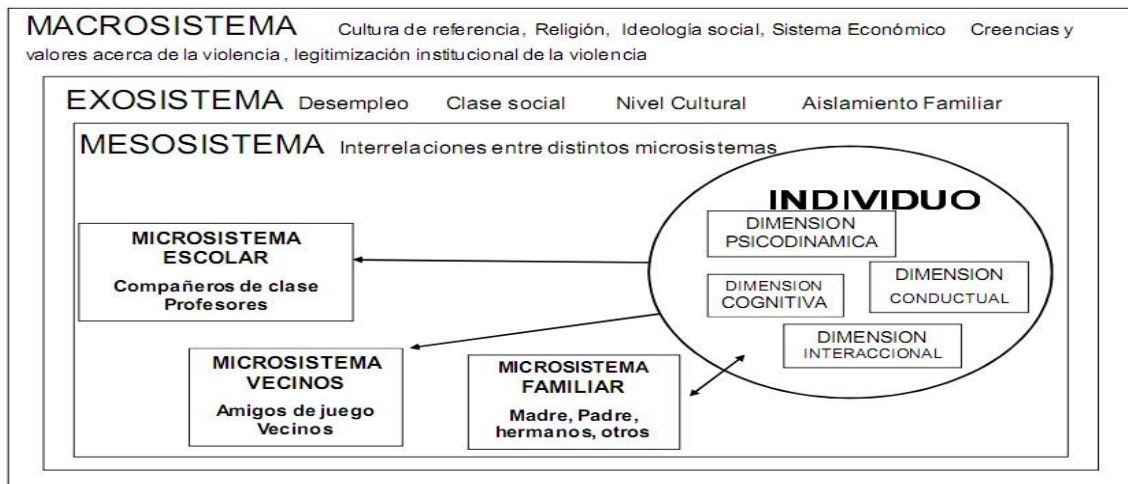 MACROSISTEMA Cultura de referencia, Religión, Ideología social, Sistema Económico Creencias y
valores acerca de la violencia, legitimización institucional de la violencia
EXOSISTEMA Desempleo Clase social Nivel Cultural Aislamiento Familiar
MESOSISTEMA Interrelaciones entre distintos microsistemas
INDIVIDUO
DIMENSION
PSICODINAMICA
DIMENSION
COGNITIVA
DIMENSION
CONDUCTUAL
DIMENSION
INTERACCIONAL
MICROSISTEMA
ESCOLAR
Compañeros de clase
Profesores
MICROSISTEMA
VECINOS
Amigos de juego
Vecinos
MICROSISTEMA
FAMILIAR
Madre, Padre,
hermanos, otros